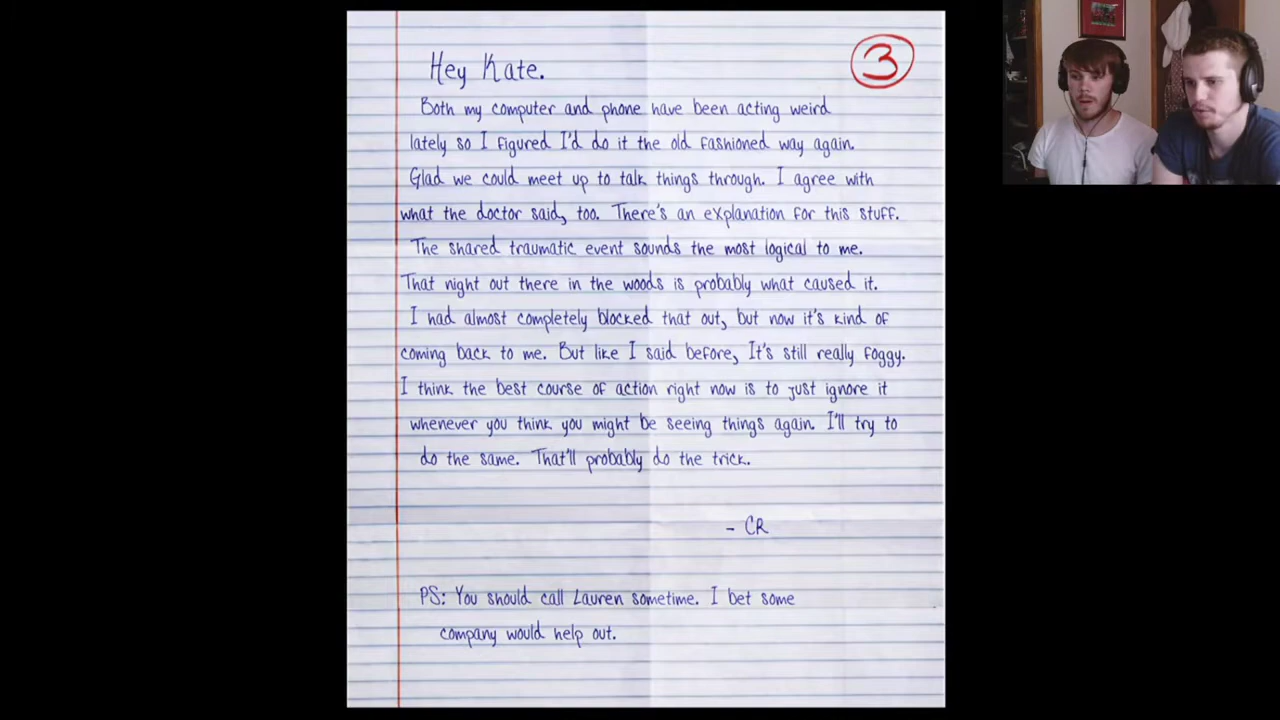 3
Hey Kate.
Both my computer and phone have been acting weird
lately so I figured I'd do it the old fashioned way again.
Glad we could meet up to talk things through. I agree with
what the doctor said, too. There's an explanation for this stuff.
The shared traumatic event sounds the most logical to me.
That night out there in the woods is probably what caused it.
I had almost completely blocked that out, but now it's kind of
coming back to me. But like I said before, It's still really foggy.
I think the best course of action right now is to just ignore it
whenever you think you might be seeing things again. I'll try to
do the same. That'll probably do the trick.
- CR
PS: You should call Lauren sometime. I bet some
company would help out.